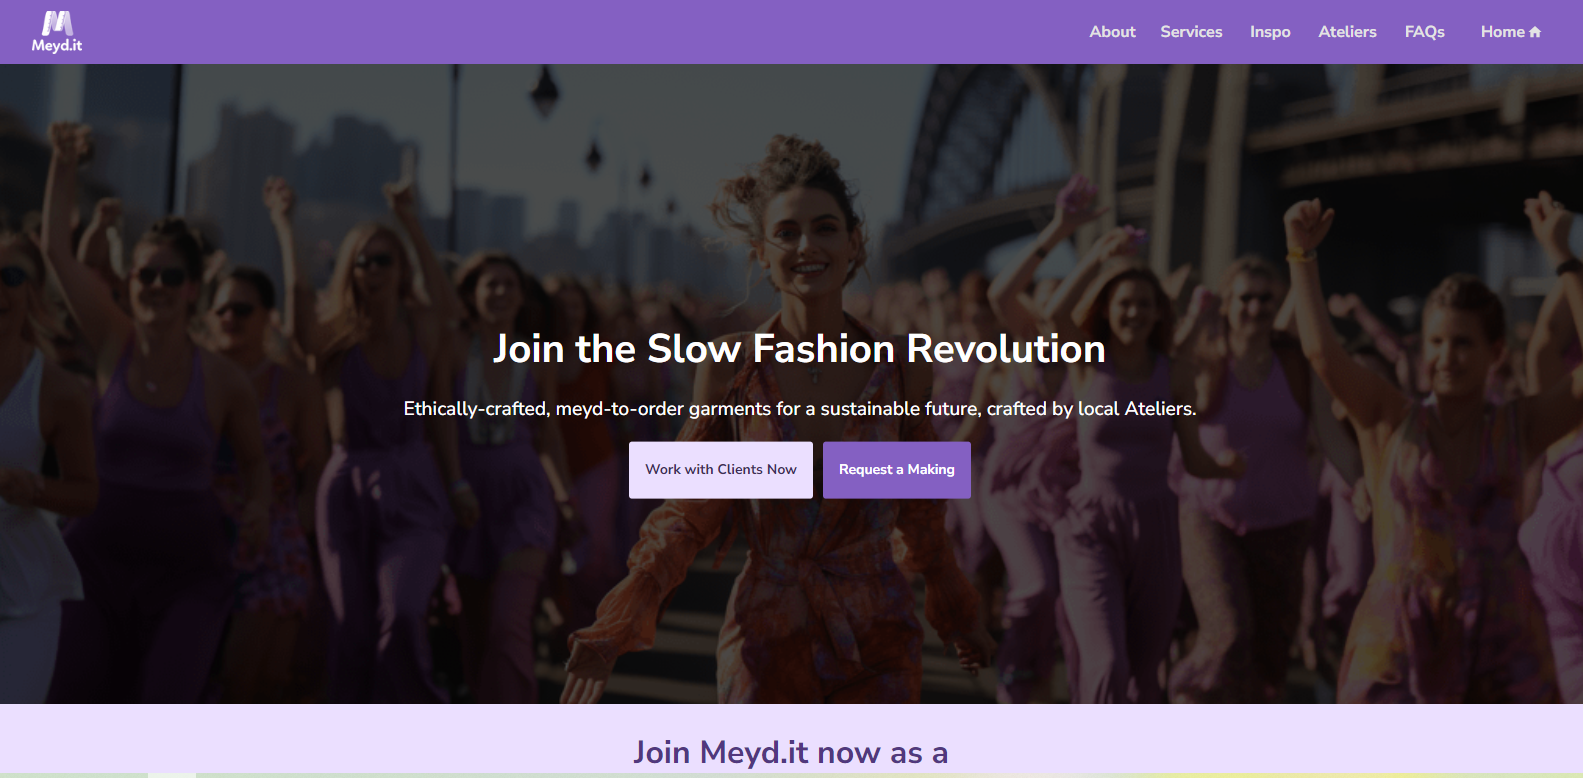 Meyd.it
About Services Inspo Ateliers FAQs Home
Join the Slow Fashion Revolution
Ethically-crafted, meyd-to-order garments for a sustainable future, crafted by local Ateliers.
Work with Clients Now Request a Making
Join Meyd.it now as a